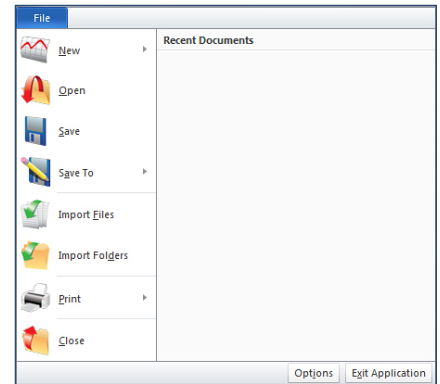 File
New
Open
Save
Save To
Import Files
Import Folders
Print
Close
Recent Documents
Options
Exit Application